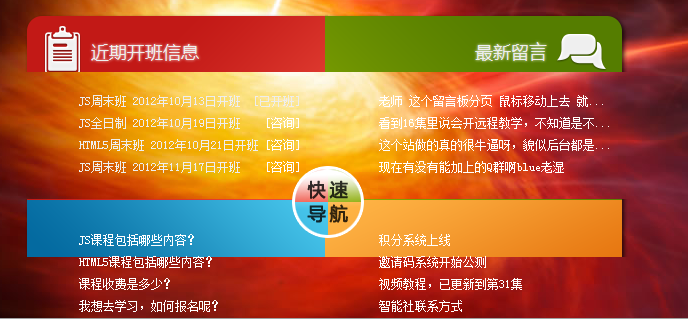 近期开班信息
最新留言
JS周末班 2012年10月13日开班 [已开班]
JS全日制 2012年10月19日开班 [咨询]
HTML5周末班 2012年10月21日开班 [咨询]
JS周末班 2012年11月17日开班 [咨询]
老师 这个留言板分页 鼠标移动上去 就...
看到18集里说会开远程教学，不知道是不...
这个站做的真的很牛逼呀，貌似后台都是...
现在有没有能加上的Q群啊blue老湿
快速
导航
JS课程包括哪些内容？
HTML5课程包括哪些内容？
课程收费是多少？
我想去学习，如何报名呢？
积分系统上线
邀请码系统开始公测
视频教程，已更新到第31集
智能社联系方式